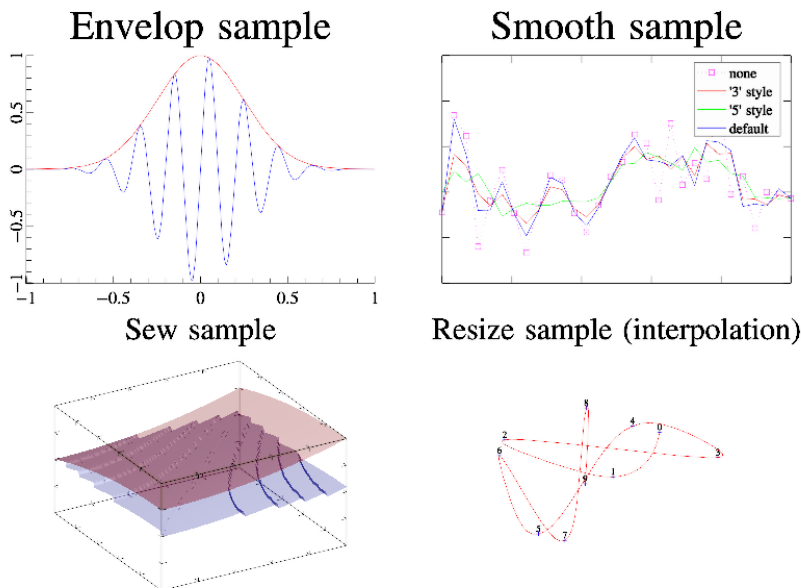 Envelop sample
Smooth sample
1
0.5
0
−0.5
−1
−1
−0.5
0
0.5
1
none
'3' style
'5' style
default
Sew sample
Resize sample (interpolation)
8
4
0
2
6
3
9
1
5
7